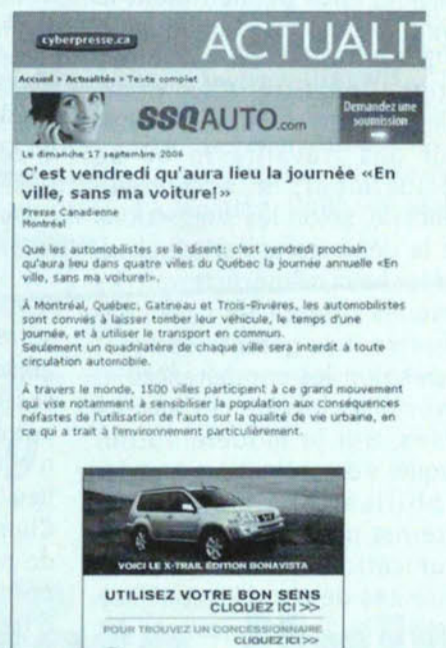 cyberpresse.ca
ACTUALIT
Accueil » Actualités » Texte complet
SSQAUTO.com
Demandez une
soumission
Le dimanche 17 septembre 2006
C'est vendredi qu'aura lieu la journée «En
ville, sans ma voiture!»
Presse Canadienne
Montréal
Que les automobilistes se le disent: c'est vendredi prochain
qu'aura lieu dans quatre villes du Québec la journée annuelle «En
ville, sans ma voiture!».
À Montréal, Québec, Gatineau et Trois-Rivières, les automobilistes
sont conviés à laisser tomber leur véhicule, le temps d'une
journée, et à utiliser le transport en commun.
Seulement un quadrilatère de chaque ville sera interdit à toute
circulation automobile.
À travers le monde, 1500 villes participent à ce grand mouvement
qui vise notamment à sensibiliser la population aux conséquences
néfastes de l'utilisation de l'auto sur la qualité de vie urbaine, en
ce qui a trait à l'environnement particulièrement.
VOICI LE X-TRAIL ÉDITION BONAVISTA
UTILISEZ VOTRE BON SENS
CLIQUEZ ICI >>
POUR TROUVEZ UN CONCESSIONNAIRE
CLIQUEZ ICI >>